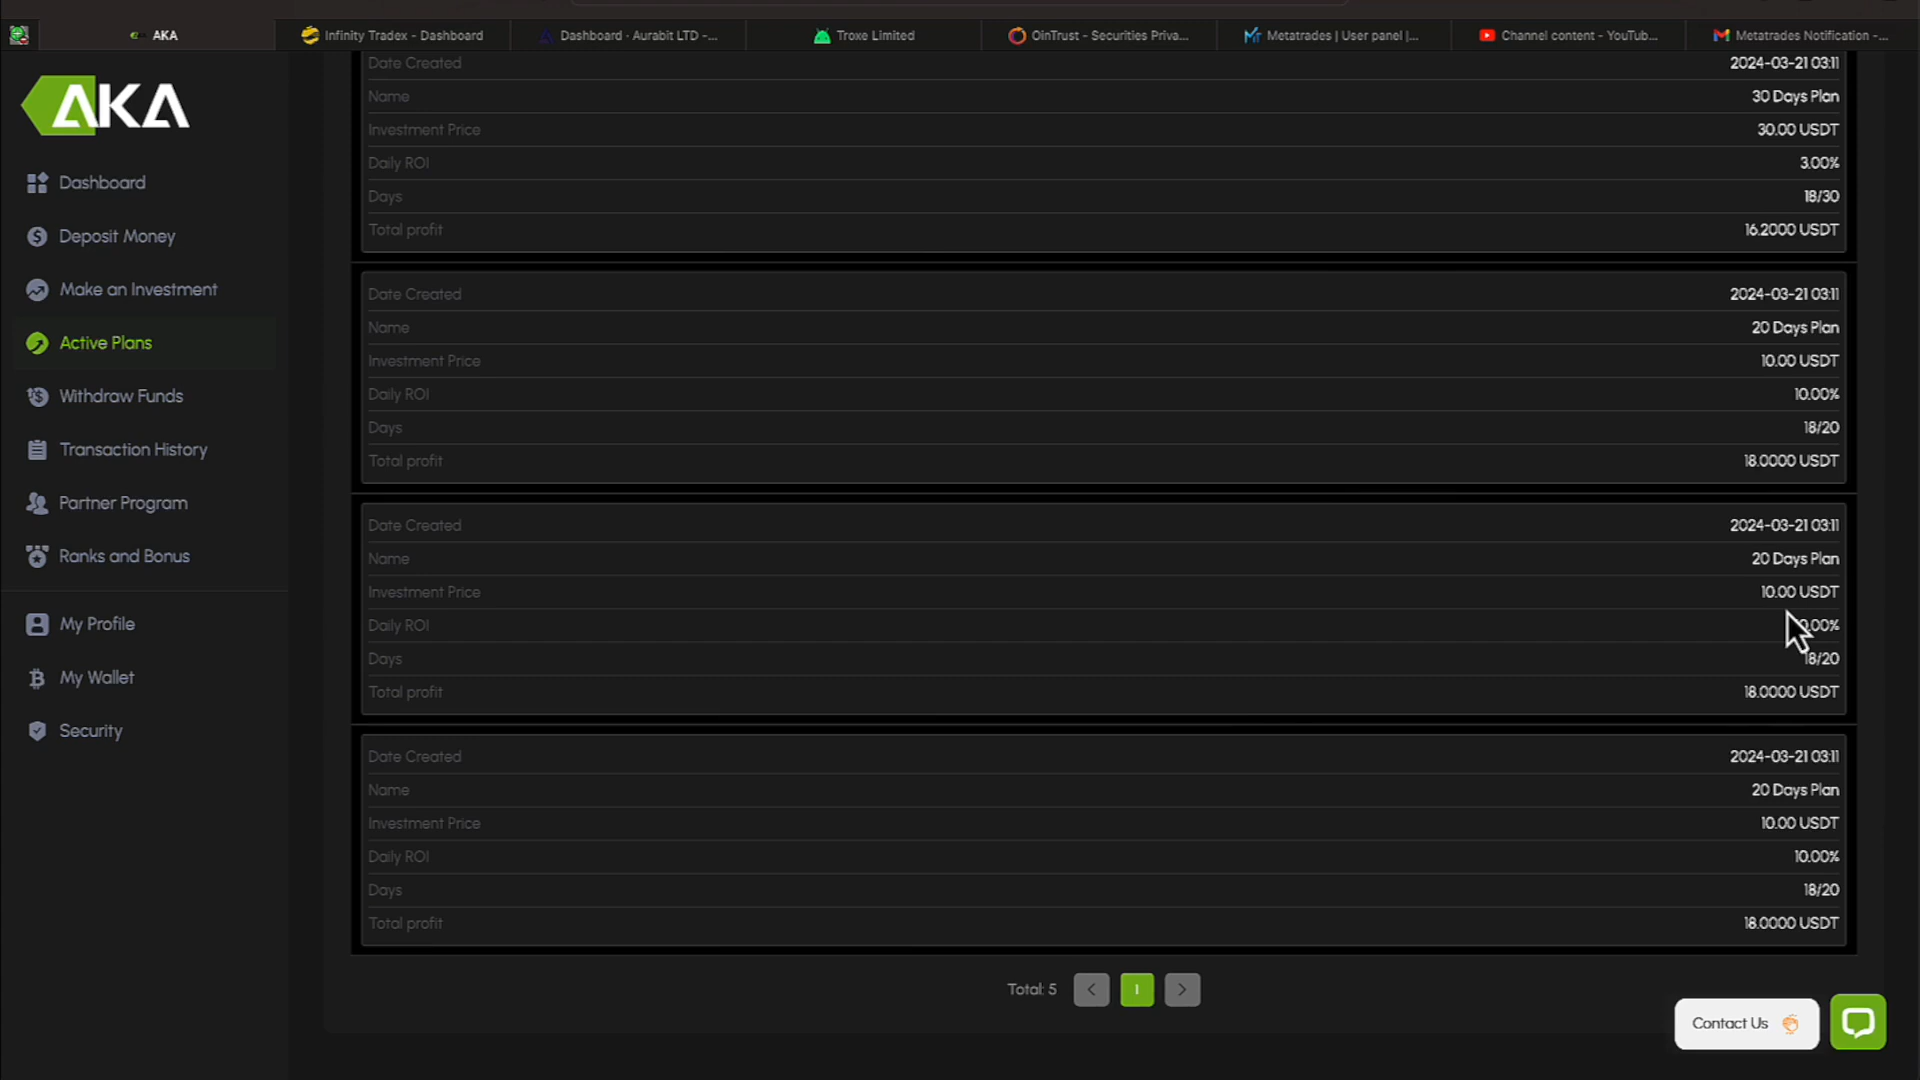 AKA
Infinity Tradex - Dashboard
Dashboard · Aurabit LTD -...
Troxe Limited
OinTrust - Securities Priva...
Metatrades | User panel |...
Channel content - YouTub...
Metatrades Notification -...
AKA
Dashboard
Deposit Money
Make an Investment
Active Plans
Withdraw Funds
Transaction History
Partner Program
Ranks and Bonus
My Profile
My Wallet
Security
Date Created 2024-03-21 03:11
Name 30 Days Plan
Investment Price 30.00 USDT
Daily ROI 3.00%
Days 18/30
Total profit 16.2000 USDT
Date Created 2024-03-21 03:11
Name 20 Days Plan
Investment Price 10.00 USDT
Daily ROI 10.00%
Days 18/20
Total profit 18.0000 USDT
Date Created 2024-03-21 03:11
Name 20 Days Plan
Investment Price 10.00 USDT
Daily ROI
Days 18/20
Total profit 18.0000 USDT
Date Created 2024-03-21 03:11
Name 20 Days Plan
Investment Price 10.00 USDT
Daily ROI 10.00%
Days 18/20
Total profit 18.0000 USDT
Total: 5 < 1 >
Contact Us